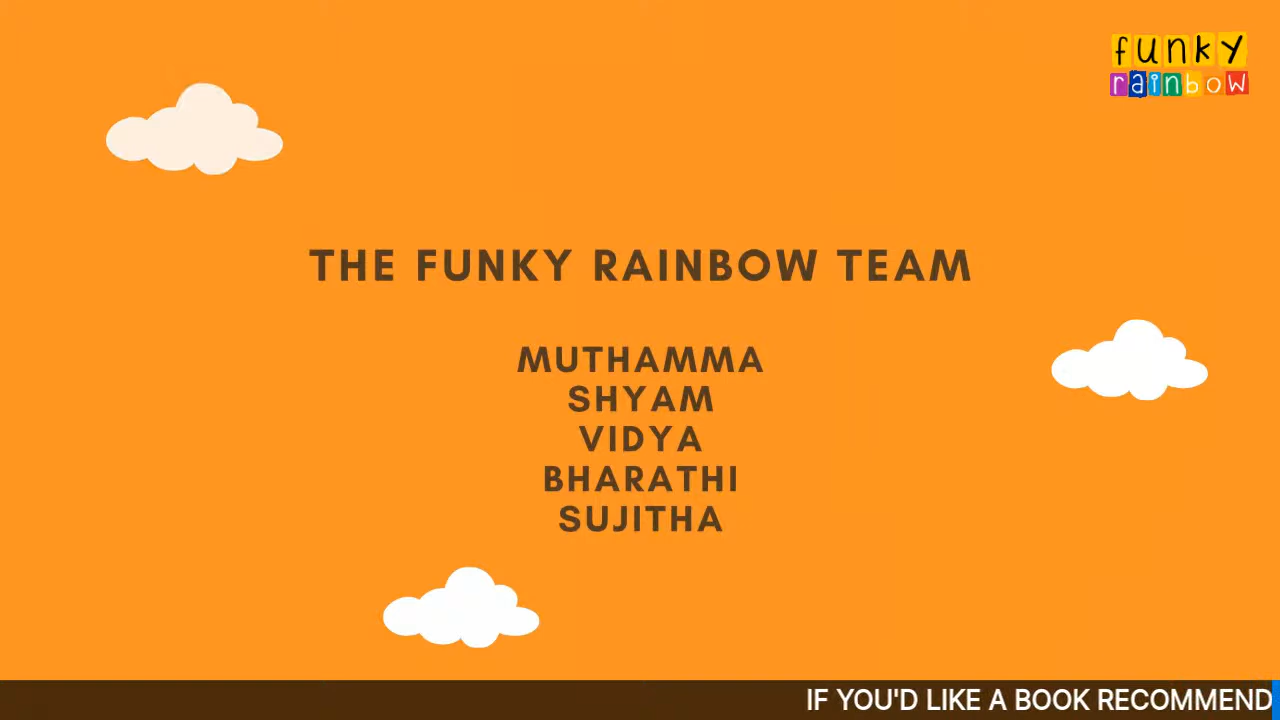 funky
rainbow
THE FUNKY RAINBOW TEAM
MUTHAMMA
SHYAM
VIDYA
BHARATHI
SUJITHA
IF YOU'D LIKE A BOOK RECOMMEND